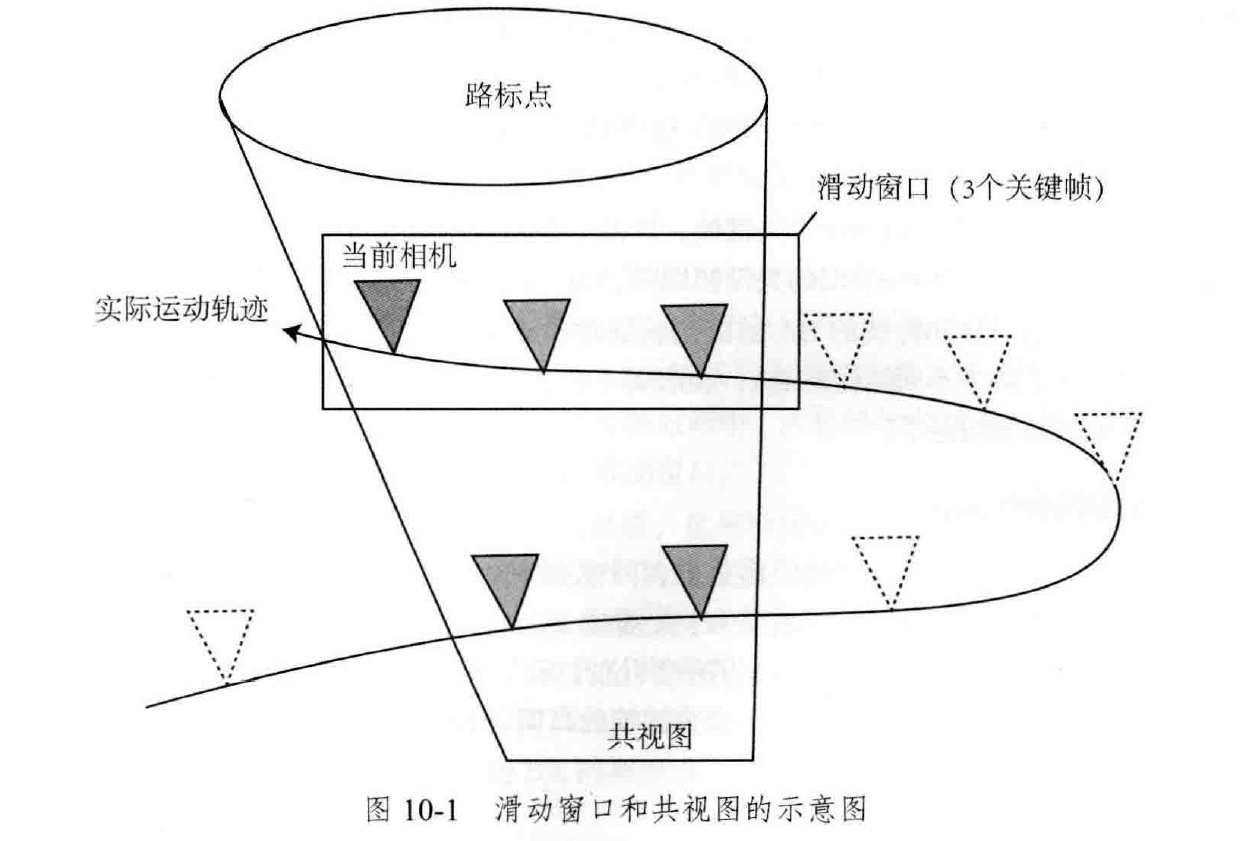 路标点
滑动窗口（3个关键帧）
当前相机
实际运动轨迹
共视图
图 10-1　滑动窗口和共视图的示意图